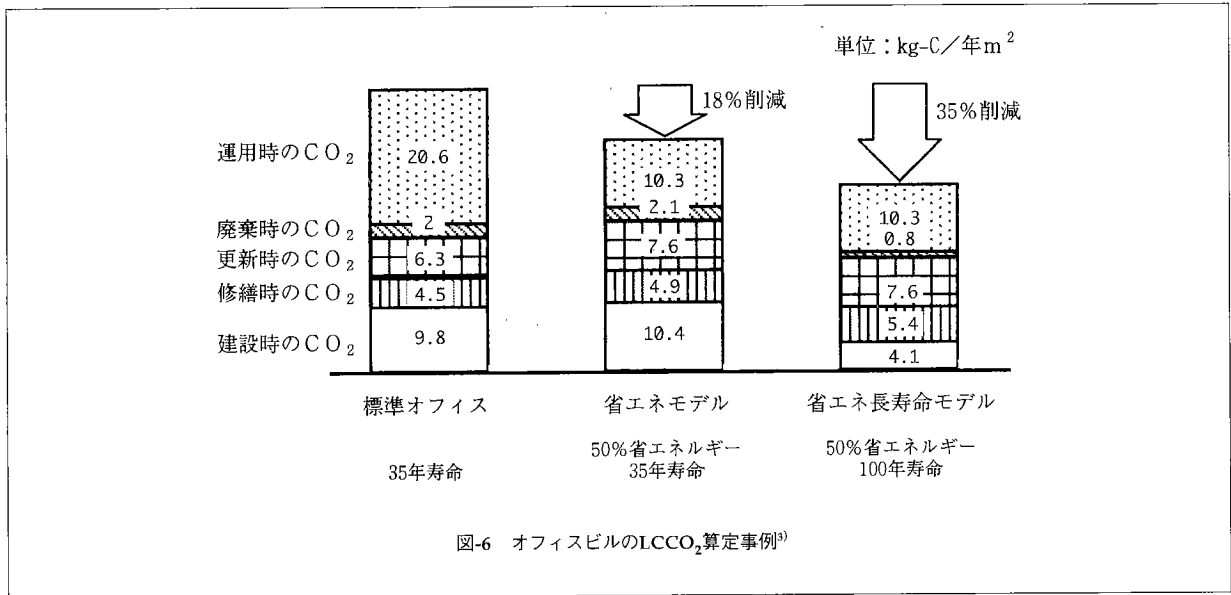 単位：kg-C／年m²
18%削減
35%削減
運用時のCO₂
廃棄時のCO₂
更新時のCO₂
修繕時のCO₂
建設時のCO₂
20.6
2
6.3
4.5
9.8
10.3
2.1
7.6
4.9
10.4
10.3
0.8
7.6
5.4
4.1
標準オフィス
35年寿命
省エネモデル
50%省エネルギー
35年寿命
省エネ長寿命モデル
50%省エネルギー
100年寿命
図-6 オフィスビルのLCCO₂算定事例³⁾